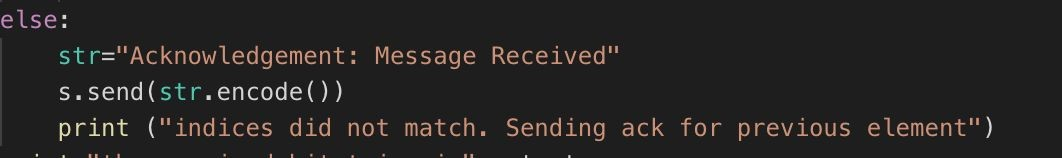 else:
str="Acknowledgement: Message Received"
s.send(str.encode())
print ("indices did not match. Sending ack for previous element")